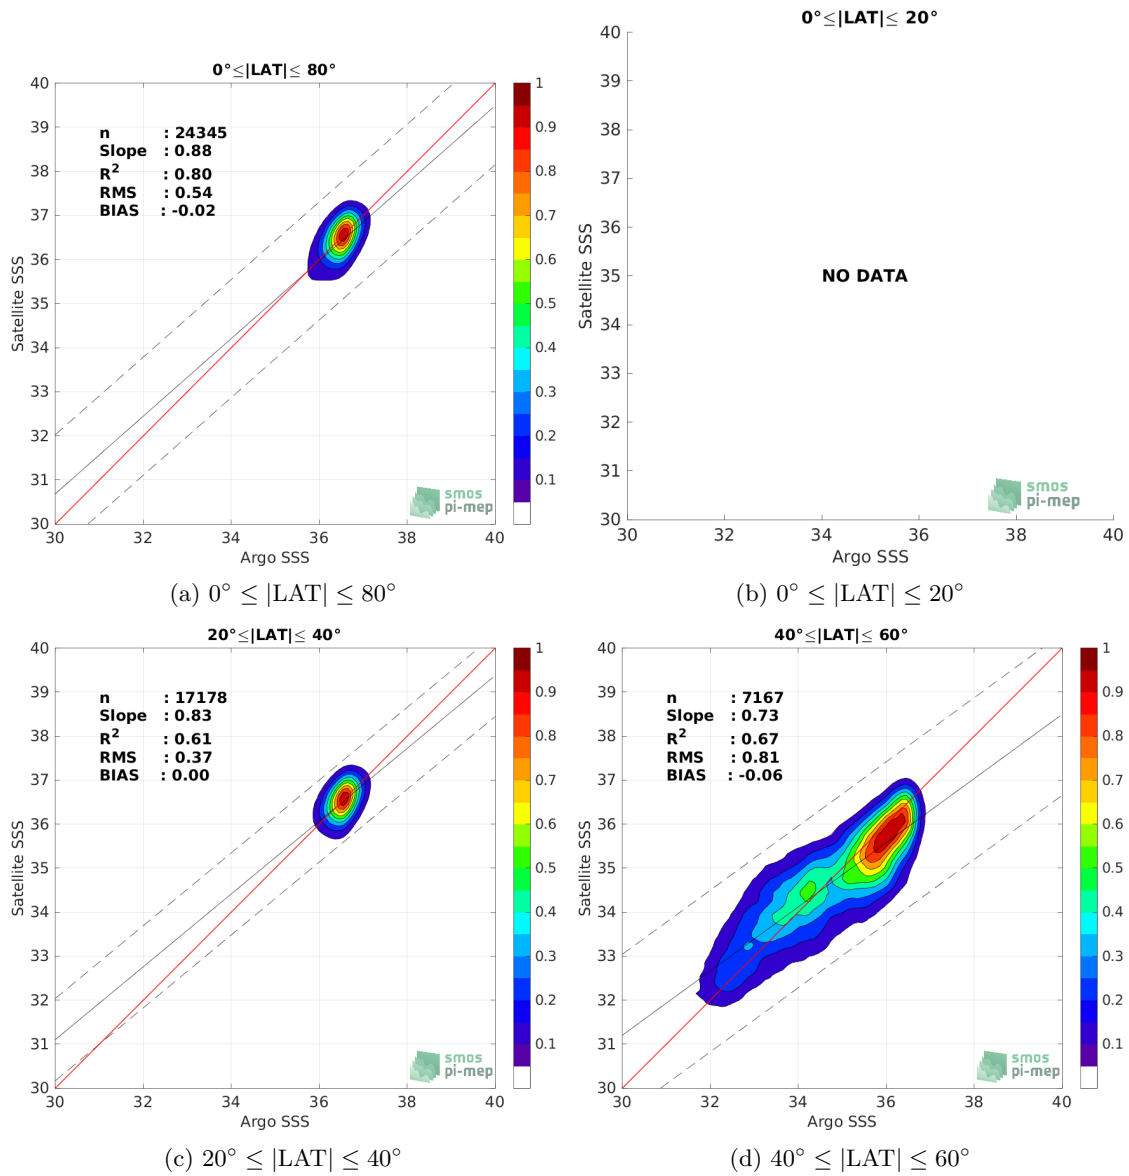 0°≤|LAT|≤ 80°
40
39
38
37
36
35
34
33
32
31
30
Satellite SSS
n : 24345
Slope : 0.88
R² : 0.80
RMS : 0.54
BIAS : -0.02
smos
pi-mep
30 32 34 36 38 40
Argo SSS
1
0.9
0.8
0.7
0.6
0.5
0.4
0.3
0.2
0.1
(a) 0° ≤ |LAT| ≤ 80°
0°≤|LAT|≤ 20°
40
39
38
37
36
35
34
33
32
31
30
Satellite SSS
NO DATA
smos
pi-mep
30 32 34 36 38 40
Argo SSS
(b) 0° ≤ |LAT| ≤ 20°
20°≤|LAT|≤ 40°
40
39
38
37
36
35
34
33
32
31
30
Satellite SSS
n : 17178
Slope : 0.83
R² : 0.61
RMS : 0.37
BIAS : 0.00
smos
pi-mep
30 32 34 36 38 40
Argo SSS
1
0.9
0.8
0.7
0.6
0.5
0.4
0.3
0.2
0.1
(c) 20° ≤ |LAT| ≤ 40°
40°≤|LAT|≤ 60°
40
39
38
37
36
35
34
33
32
31
30
Satellite SSS
n : 7167
Slope : 0.73
R² : 0.67
RMS : 0.81
BIAS : -0.06
smos
pi-mep
30 32 34 36 38 40
Argo SSS
1
0.9
0.8
0.7
0.6
0.5
0.4
0.3
0.2
0.1
(d) 40° ≤ |LAT| ≤ 60°